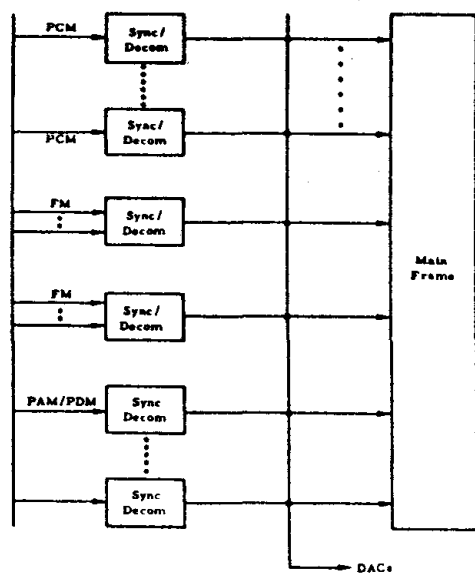 PCM
Sync/
Decom
PCM
Sync/
Decom
FM
Sync/
Decom
Main
Frame
FM
Sync/
Decom
PAM/PDM
Sync
Decom
Sync
Decom
DACs